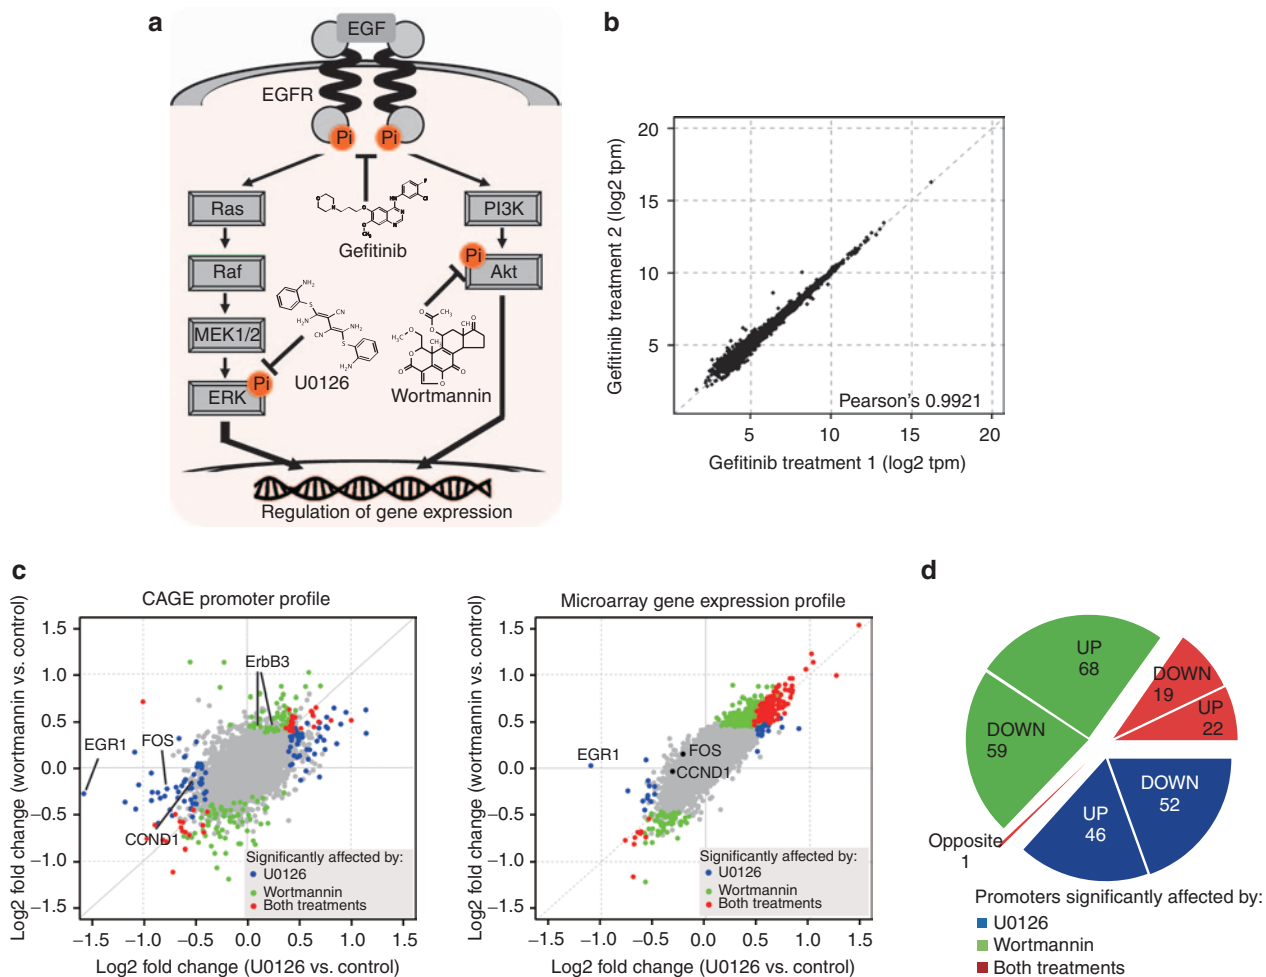 a
EGF
EGFR
Pi
Pi
Ras
Raf
MEK1/2
ERK
Pi
PI3K
Pi
Akt
Gefitinib
U0126
Wortmannin
Regulation of gene expression
b
Gefitinib treatment 2 (log2 tpm)
20
15
10
5
Pearson's 0.9921
5 10 15 20
Gefitinib treatment 1 (log2 tpm)
c
CAGE promoter profile
Log2 fold change (wortmannin vs. control)
1.5
1.0
0.5
0.0
−0.5
−1.0
−1.5
ErbB3
EGR1
FOS
CCND1
Significantly affected by:
U0126
Wortmannin
Both treatments
−1.5 −1.0 −0.5 0.0 0.5 1.0 1.5
Log2 fold change (U0126 vs. control)
Microarray gene expression profile
Log2 fold change (wortmannin vs. control)
1.5
1.0
0.5
0.0
−0.5
−1.0
−1.5
EGR1
FOS
CCND1
Significantly affected by:
U0126
Wortmannin
Both treatments
−1.5 −1.0 −0.5 0.0 0.5 1.0 1.5
Log2 fold change (U0126 vs. control)
d
UP
68
DOWN
19
UP
22
DOWN
59
DOWN
52
UP
46
Opposite
1
Promoters significantly affected by:
U0126
Wortmannin
Both treatments